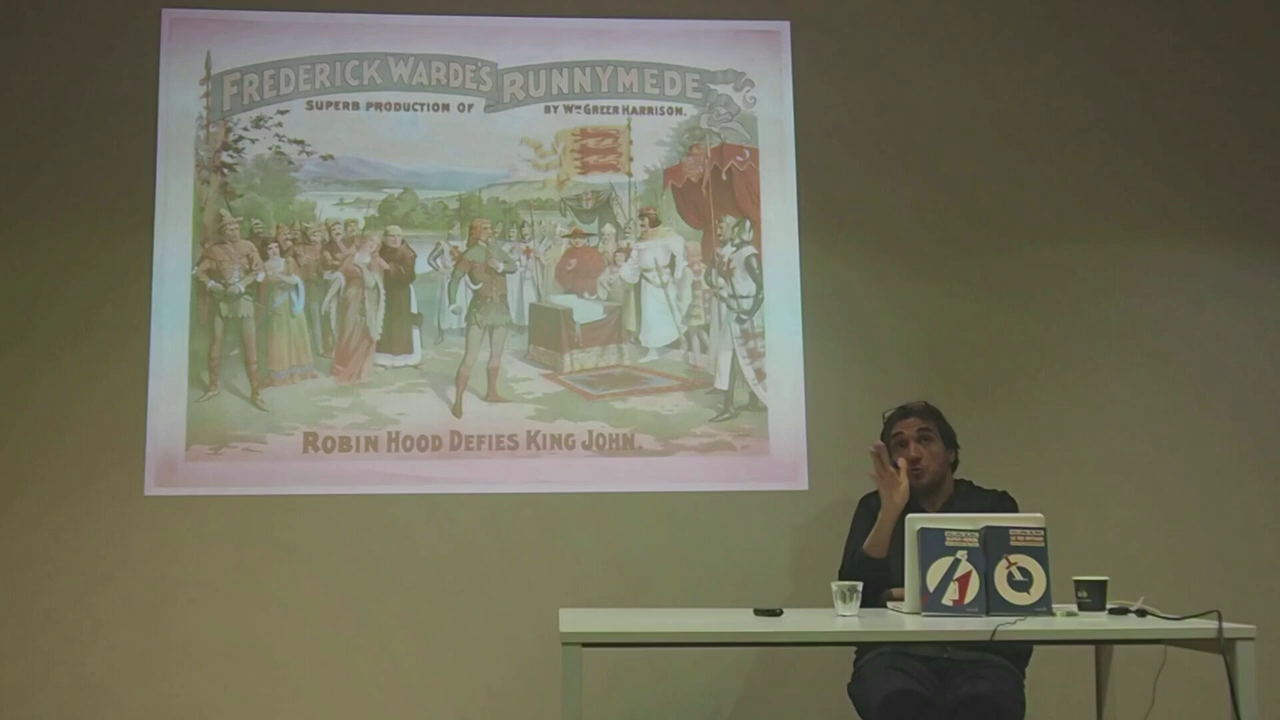 FREDERICK WARDE'S RUNNYMEDE
SUPERB PRODUCTION OF BY WM GREER HARRISON.
ROBIN HOOD DEFIES KING JOHN.